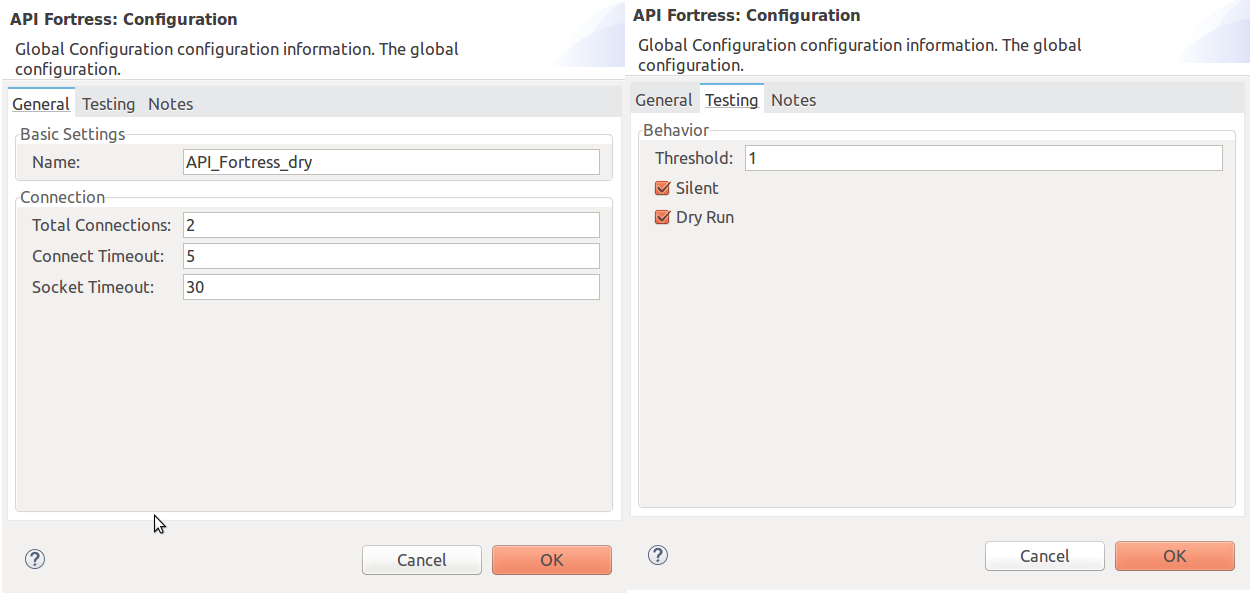 API Fortress: Configuration
Global Configuration configuration information. The global
configuration.
General Testing Notes
Basic Settings
Name: API_Fortress_dry
Connection
Total Connections: 2
Connect Timeout: 5
Socket Timeout: 30
? Cancel OK
API Fortress: Configuration
Global Configuration configuration information. The global
configuration.
General Testing Notes
Behavior
Threshold: 1
Silent
Dry Run
? Cancel OK